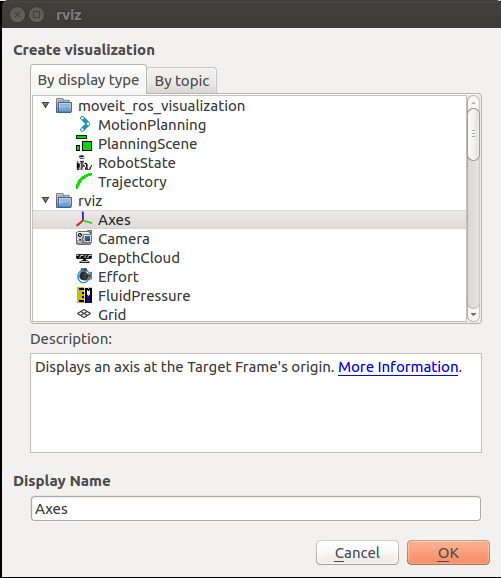 rviz
Create visualization
By display type
By topic
moveit_ros_visualization
MotionPlanning
PlanningScene
RobotState
Trajectory
rviz
Axes
Camera
DepthCloud
Effort
FluidPressure
Grid
Description:
Displays an axis at the Target Frame's origin. More Information.
Display Name
Axes
Cancel
OK